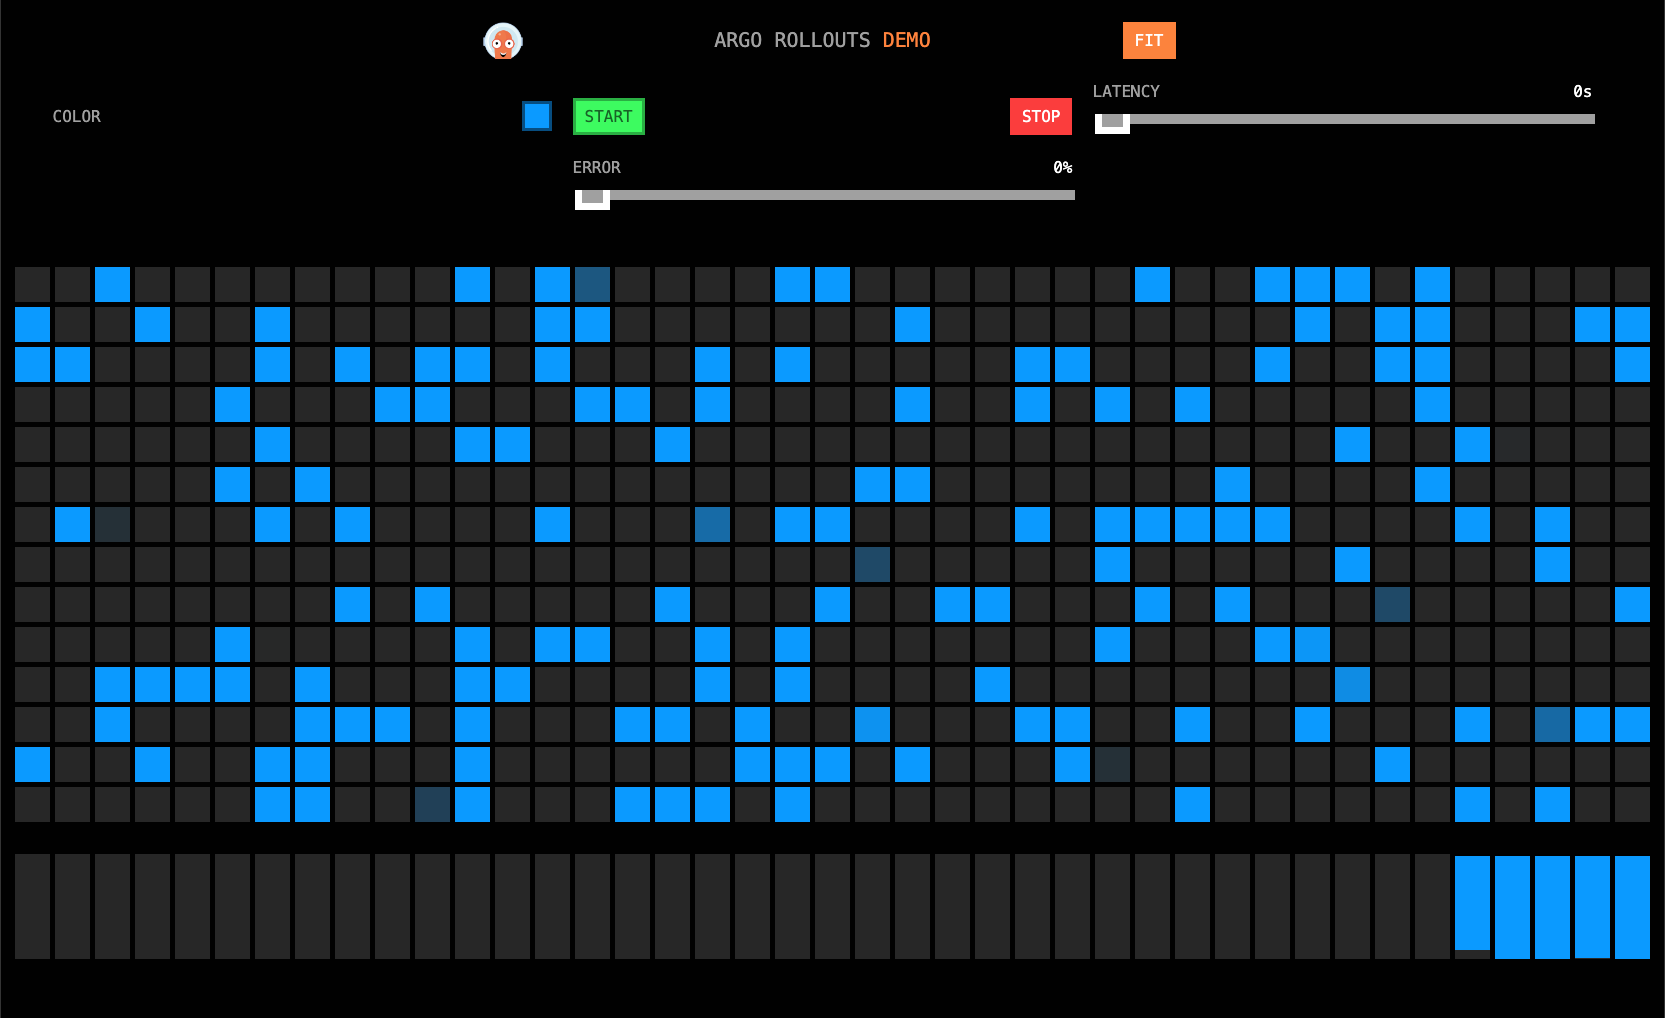 ARGO ROLLOUTS DEMO
FIT
COLOR
START
STOP
LATENCY
0s
ERROR
0%